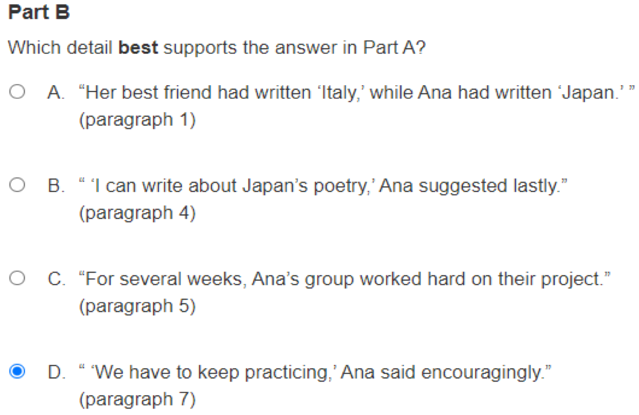 Part B
Which detail best supports the answer in Part A?
A. “Her best friend had written ‘Italy,’ while Ana had written ‘Japan.’ ”
(paragraph 1)
B. “ ‘I can write about Japan’s poetry,’ Ana suggested lastly.”
(paragraph 4)
C. “For several weeks, Ana’s group worked hard on their project.”
(paragraph 5)
D. “ ‘We have to keep practicing,’ Ana said encouragingly.”
(paragraph 7)